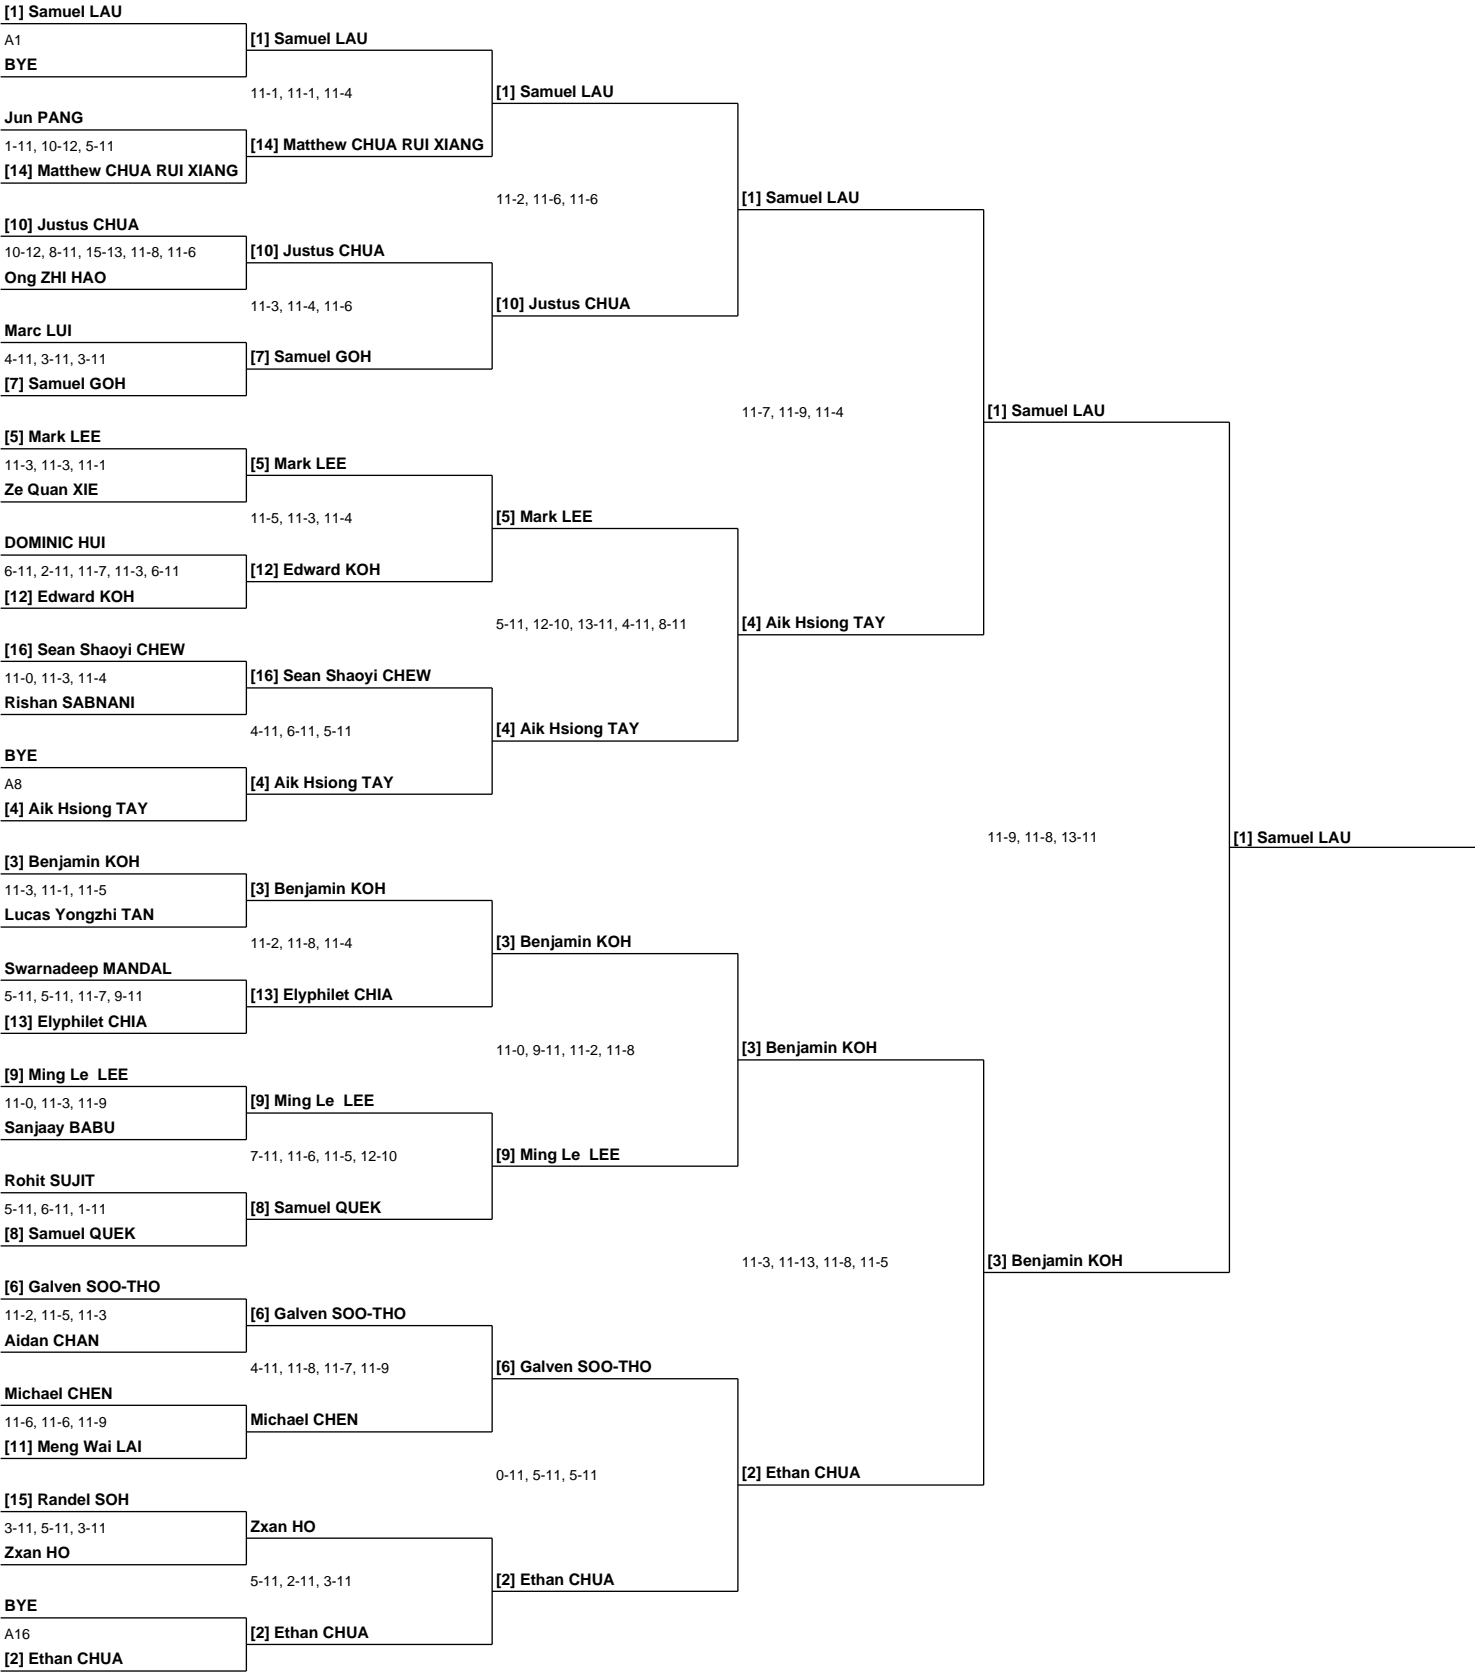 [1] Samuel LAU
A1
BYE
Jun PANG
1-11, 10-12, 5-11
[14] Matthew CHUA RUI XIANG
[10] Justus CHUA
10-12, 8-11, 15-13, 11-8, 11-6
Ong ZHI HAO
Marc LUI
4-11, 3-11, 3-11
[7] Samuel GOH
[5] Mark LEE
11-3, 11-3, 11-1
Ze Quan XIE
DOMINIC HUI
6-11, 2-11, 11-7, 11-3, 6-11
[12] Edward KOH
[16] Sean Shaoyi CHEW
11-0, 11-3, 11-4
Rishan SABNANI
BYE
A8
[4] Aik Hsiong TAY
[3] Benjamin KOH
11-3, 11-1, 11-5
Lucas Yongzhi TAN
Swarnadeep MANDAL
5-11, 5-11, 11-7, 9-11
[13] Elyphilet CHIA
[9] Ming Le  LEE
11-0, 11-3, 11-9
Sanjaay BABU
Rohit SUJIT
5-11, 6-11, 1-11
[8] Samuel QUEK
[6] Galven SOO-THO
11-2, 11-5, 11-3
Aidan CHAN
Michael CHEN
11-6, 11-6, 11-9
[11] Meng Wai LAI
[15] Randel SOH
3-11, 5-11, 3-11
Zxan HO
BYE
A16
[2] Ethan CHUA
[1] Samuel LAU
11-1, 11-1, 11-4
[14] Matthew CHUA RUI XIANG
[10] Justus CHUA
11-3, 11-4, 11-6
[7] Samuel GOH
[5] Mark LEE
11-5, 11-3, 11-4
[12] Edward KOH
[16] Sean Shaoyi CHEW
4-11, 6-11, 5-11
[4] Aik Hsiong TAY
[3] Benjamin KOH
11-2, 11-8, 11-4
[13] Elyphilet CHIA
[9] Ming Le  LEE
7-11, 11-6, 11-5, 12-10
[8] Samuel QUEK
[6] Galven SOO-THO
4-11, 11-8, 11-7, 11-9
Michael CHEN
Zxan HO
5-11, 2-11, 3-11
[2] Ethan CHUA
[1] Samuel LAU
11-2, 11-6, 11-6
[10] Justus CHUA
[5] Mark LEE
5-11, 12-10, 13-11, 4-11, 8-11
[4] Aik Hsiong TAY
[3] Benjamin KOH
11-0, 9-11, 11-2, 11-8
[9] Ming Le  LEE
[6] Galven SOO-THO
0-11, 5-11, 5-11
[2] Ethan CHUA
[1] Samuel LAU
11-7, 11-9, 11-4
[4] Aik Hsiong TAY
[3] Benjamin KOH
11-3, 11-13, 11-8, 11-5
[2] Ethan CHUA
[1] Samuel LAU
11-9, 11-8, 13-11
[3] Benjamin KOH
[1] Samuel LAU